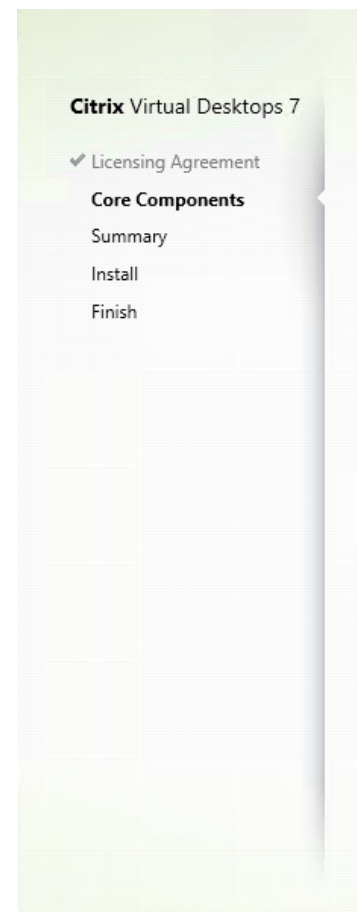 Citrix Virtual Desktops 7
Licensing Agreement
Core Components
Summary
Install
Finish